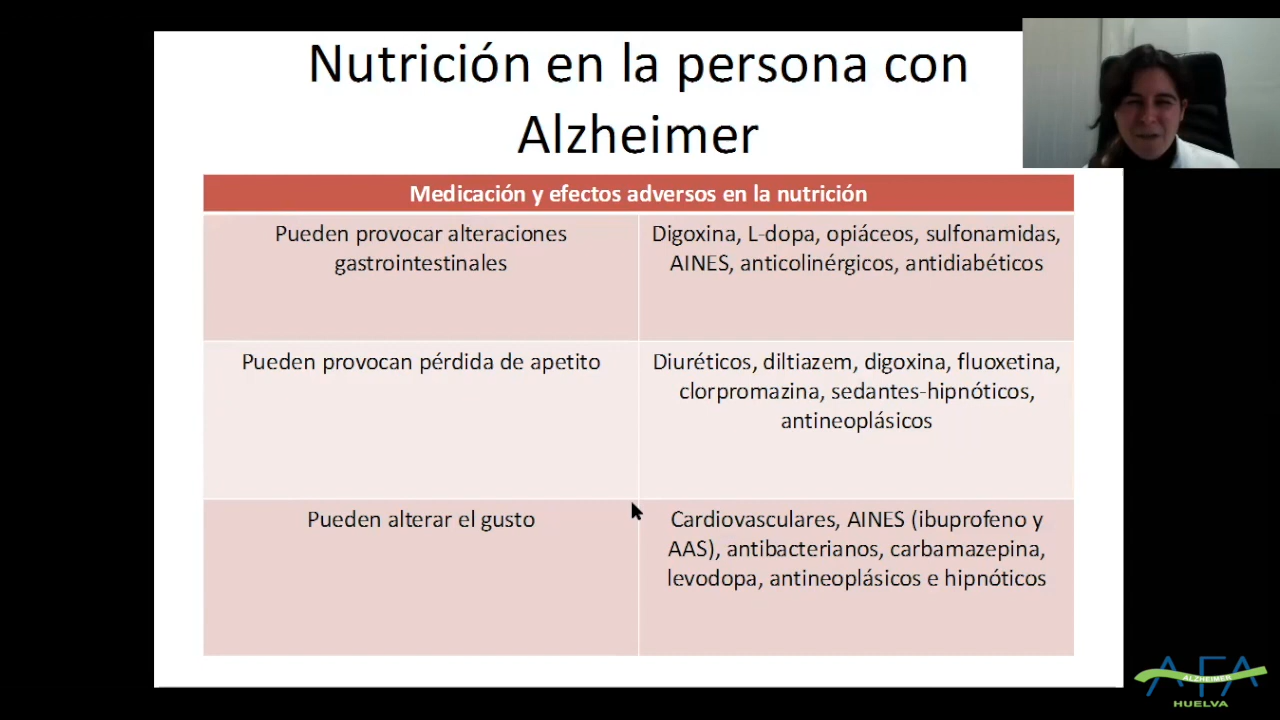 Nutrición en la persona con
Alzheimer
Medicación y efectos adversos en la nutrición
Pueden provocar alteraciones
gastrointestinales
Digoxina, L-dopa, opiáceos, sulfonamidas,
AINES, anticolinérgicos, antidiabéticos
Pueden provocan pérdida de apetito
Diuréticos, diltiazem, digoxina, fluoxetina,
clorpromazina, sedantes-hipnóticos,
antineoplásicos
Pueden alterar el gusto
Cardiovasculares, AINES (ibuprofeno y
AAS), antibacterianos, carbamazepina,
levodopa, antineoplásicos e hipnóticos
AFA
ALZHEIMER
HUELVA